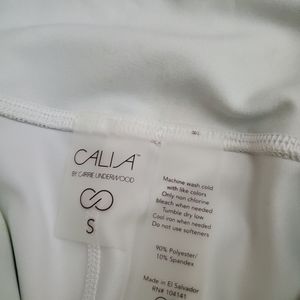 CALIA™
BY CARRIE UNDERWOOD
S
Machine wash cold
with like colors
Only non chlorine
Bleach when needed
Tumble dry low
Cool iron when needed
Do not use softeners
90% Polyester/
10% Spandex
Made in El Salvador
RN# 104141